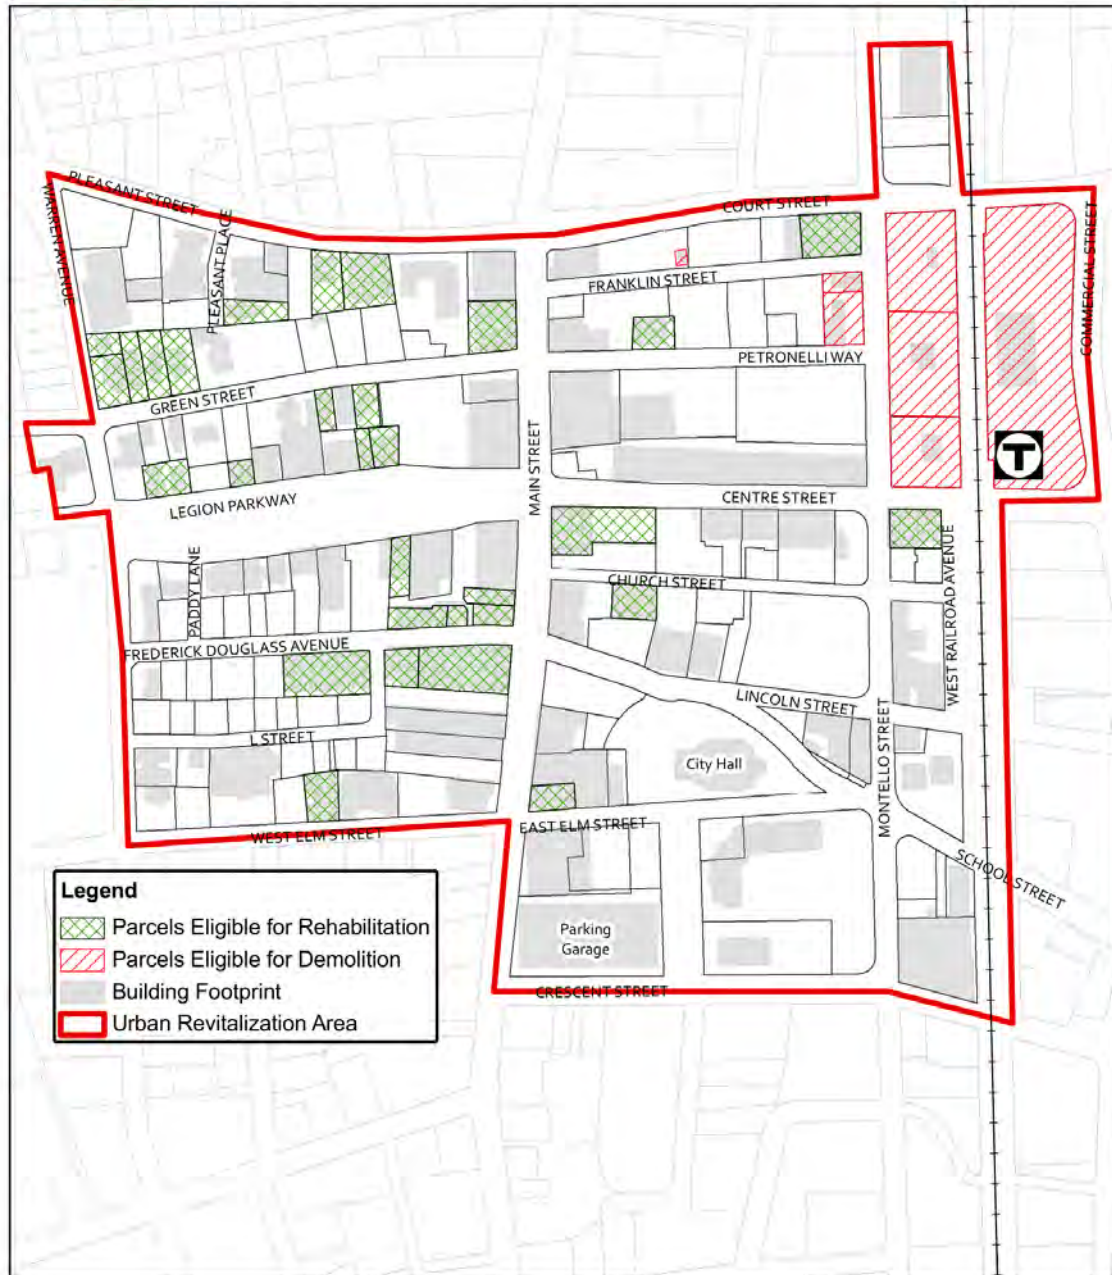 PLEASANT STREET
WARREN AVENUE
PLEASANT PLACE
COURT STREET
COMMERCIAL STREET
FRANKLIN STREET
PETRONELLI WAY
GREEN STREET
MAIN STREET
T
LEGION PARKWAY
CENTRE STREET
PADDY LANE
CHURCH STREET
WEST RAILROAD AVENUE
FREDERICK DOUGLASS AVENUE
LINCOLN STREET
L STREET
City Hall
MONTELLO STREET
WEST ELM STREET
EAST ELM STREET
SCHOOL STREET
Legend
Parcels Eligible for Rehabilitation
Parcels Eligible for Demolition
Building Footprint
Urban Revitalization Area
Parking
Garage
CRESCENT STREET